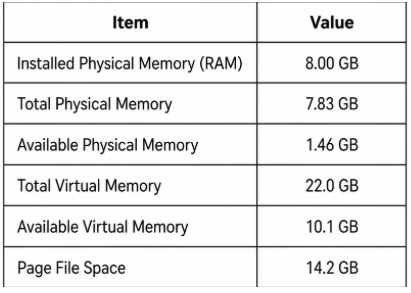 Item Value
Installed Physical Memory (RAM) 8.00 GB
Total Physical Memory 7.83 GB
Available Physical Memory 1.46 GB
Total Virtual Memory 22.0 GB
Available Virtual Memory 10.1 GB
Page File Space 14.2 GB